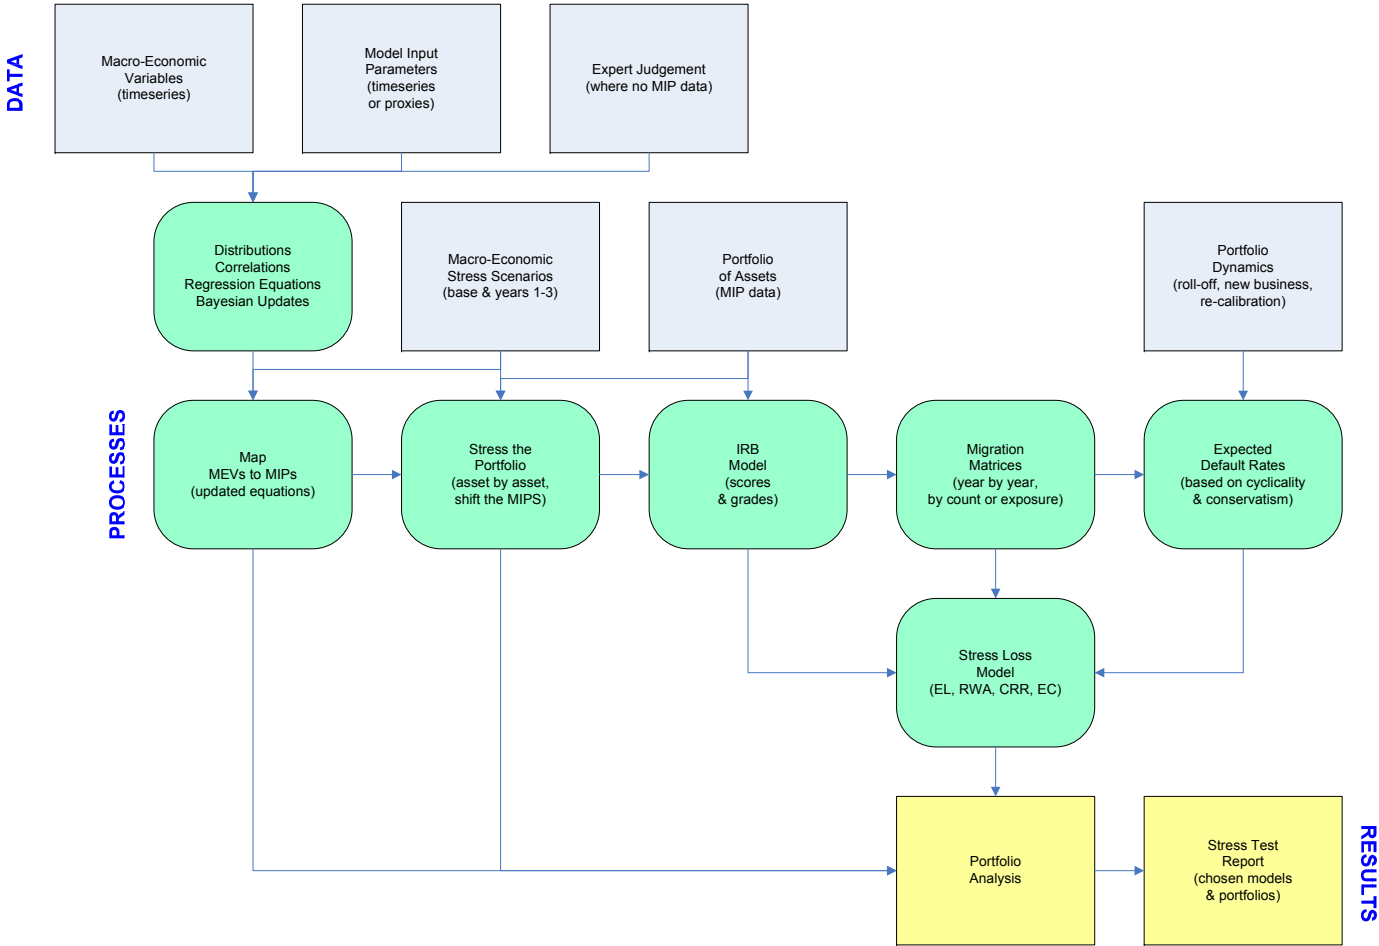 DATA
Macro-Economic
Variables
(timeseries)
Model Input
Parameters
(timeseries
or proxies)
Expert Judgement
(where no MIP data)
Distributions
Correlations
Regression Equations
Bayesian Updates
Macro-Economic
Stress Scenarios
(base & years 1-3)
Portfolio
of Assets
(MIP data)
Portfolio
Dynamics
(roll-off, new business,
re-calibration)
PROCESSES
Map
MEVs to MIPs
(updated equations)
Stress the
Portfolio
(asset by asset,
shift the MIPS)
IRB
Model
(scores
& grades)
Migration
Matrices
(year by year,
by count or exposure)
Expected
Default Rates
(based on cyclicality
& conservatism)
Stress Loss
Model
(EL, RWA, CRR, EC)
Portfolio
Analysis
Stress Test
Report
(chosen models
& portfolios)
RESULTS